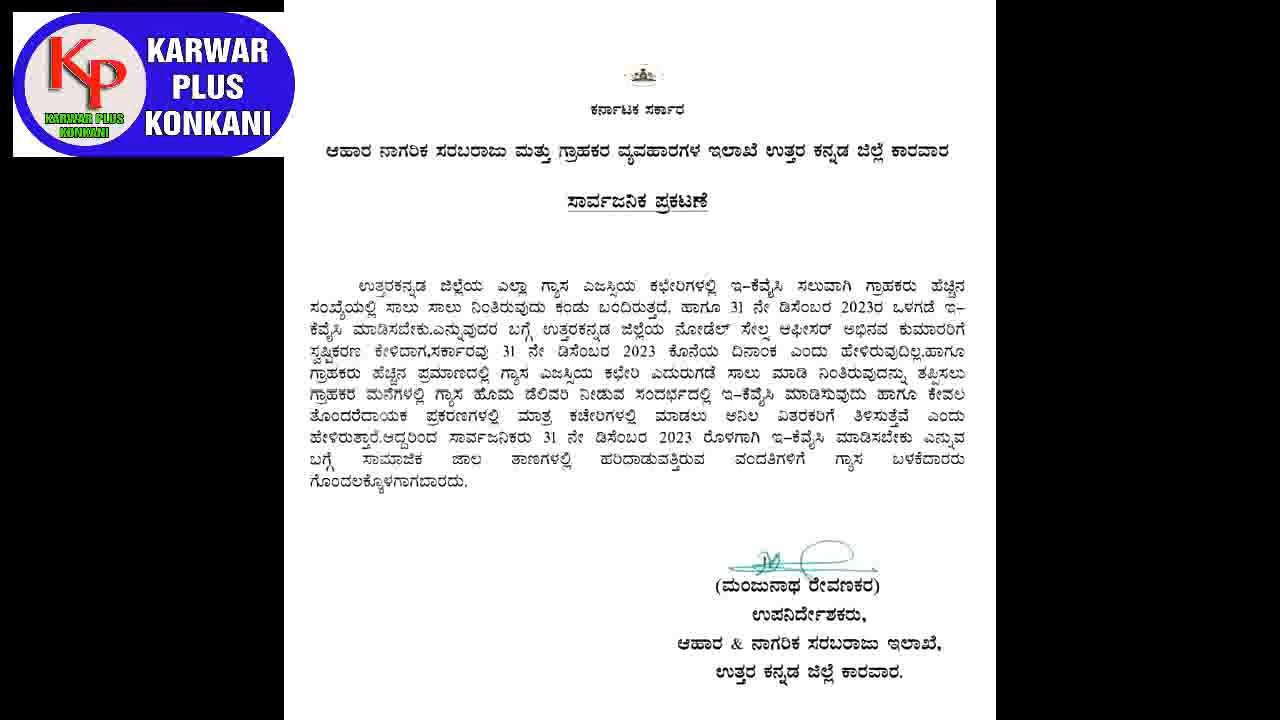 KP
KARWAR PLUS
KONKANI
KARWAR
PLUS
KONKANI
ಕರ್ನಾಟಕ ಸರ್ಕಾರ
ಆಹಾರ ನಾಗರಿಕ ಸರಬರಾಜು ಮತ್ತು ಗ್ರಾಹಕರ ವ್ಯವಹಾರಗಳ ಇಲಾಖೆ ಉತ್ತರ ಕನ್ನಡ ಜಿಲ್ಲೆ ಕಾರವಾರ
ಸಾರ್ವಜನಿಕ ಪ್ರಕಟಣೆ
ಉತ್ತರಕನ್ನಡ ಜಿಲ್ಲೆಯ ಎಲ್ಲಾ ಗ್ಯಾಸ ಎಜಸ್ಸಿಯ ಕಛೇರಿಗಳಲ್ಲಿ ಇ-ಕೆವೈಸಿ ಸಲುವಾಗಿ ಗ್ರಾಹಕರು ಹೆಚ್ಚಿನ
ಸಂಖ್ಯೆಯಲ್ಲಿ ಸಾಲು ಸಾಲು ನಿಂತಿರುವುದು ಕಂಡು ಬಂದಿರುತ್ತದೆ. ಹಾಗೂ 31 ನೇ ಡಿಸೆಂಬರ 2023ರ ಒಳಗಡೆ ಇ-
ಕೆವೈಸಿ ಮಾಡಿಸಬೇಕು.ಎನ್ನುವುದರ ಬಗ್ಗೆ ಉತ್ತರಕನ್ನಡ ಜಿಲ್ಲೆಯ ನೋಡೆಲ್ ಸೇಲ್ಸ ಆಫೀಸರ್ ಅಭಿನವ ಕುಮಾರರಿಗೆ
ಸ್ಪಷ್ಟಿಕರಣ ಕೇಳಿದಾಗ,ಸರ್ಕಾರವು 31 ನೇ ಡಿಸೆಂಬರ 2023 ಕೊನೆಯ ದಿನಾಂಕ ಎಂದು ಹೇಳಿರುವುದಿಲ್ಲ.ಹಾಗೂ
ಗ್ರಾಹಕರು ಹೆಚ್ಚಿನ ಪ್ರಮಾಣದಲ್ಲಿ ಗ್ಯಾಸ ಎಜಸ್ಸಿಯ ಕಛೇರಿ ಎದುರುಗಡೆ ಸಾಲು ಮಾಡಿ ನಿಂತಿರುವುದನ್ನು ತಪ್ಪಿಸಲು
ಗ್ರಾಹಕರ ಮನೆಗಳಲ್ಲಿ ಗ್ಯಾಸ ಹೊಮ ಡೆಲಿವರಿ ನೀಡುವ ಸಂದರ್ಭದಲ್ಲಿ ಇ-ಕೆವೈಸಿ ಮಾಡಿಸುವುದು ಹಾಗೂ ಕೇವಲ
ತೊಂದರೆದಾಯಕ ಪ್ರಕರಣಗಳಲ್ಲಿ ಮಾತ್ರ ಕಚೇರಿಗಳಲ್ಲಿ ಮಾಡಲು ಅನಿಲ ವಿತರಕರಿಗೆ ತಿಳಿಸುತ್ತೆವೆ ಎಂದು
ಹೇಳಿರುತ್ತಾರೆ.ಆದ್ದರಿಂದ ಸಾರ್ವಜನಿಕರು 31 ನೇ ಡಿಸೆಂಬರ 2023 ರೊಳಗಾಗಿ ಇ-ಕೆವೈಸಿ ಮಾಡಿಸಬೇಕು ಎನ್ನುವ
ಬಗ್ಗೆ ಸಾಮಾಜಿಕ ಜಾಲ ತಾಣಗಳಲ್ಲಿ ಹರಿದಾಡುವತ್ತಿರುವ ವಂದತಿಗಳಿಗೆ ಗ್ಯಾಸ ಬಳಕೆದಾರರು
ಗೊಂದಲಕ್ಕೊಳಗಾಗಬಾರದು.
(ಮಂಜುನಾಥ ರೇವಣಕರ)
ಉಪನಿರ್ದೇಶಕರು,
ಆಹಾರ & ನಾಗರಿಕ ಸರಬರಾಜು ಇಲಾಖೆ,
ಉತ್ತರ ಕನ್ನಡ ಜಿಲ್ಲೆ ಕಾರವಾರ.